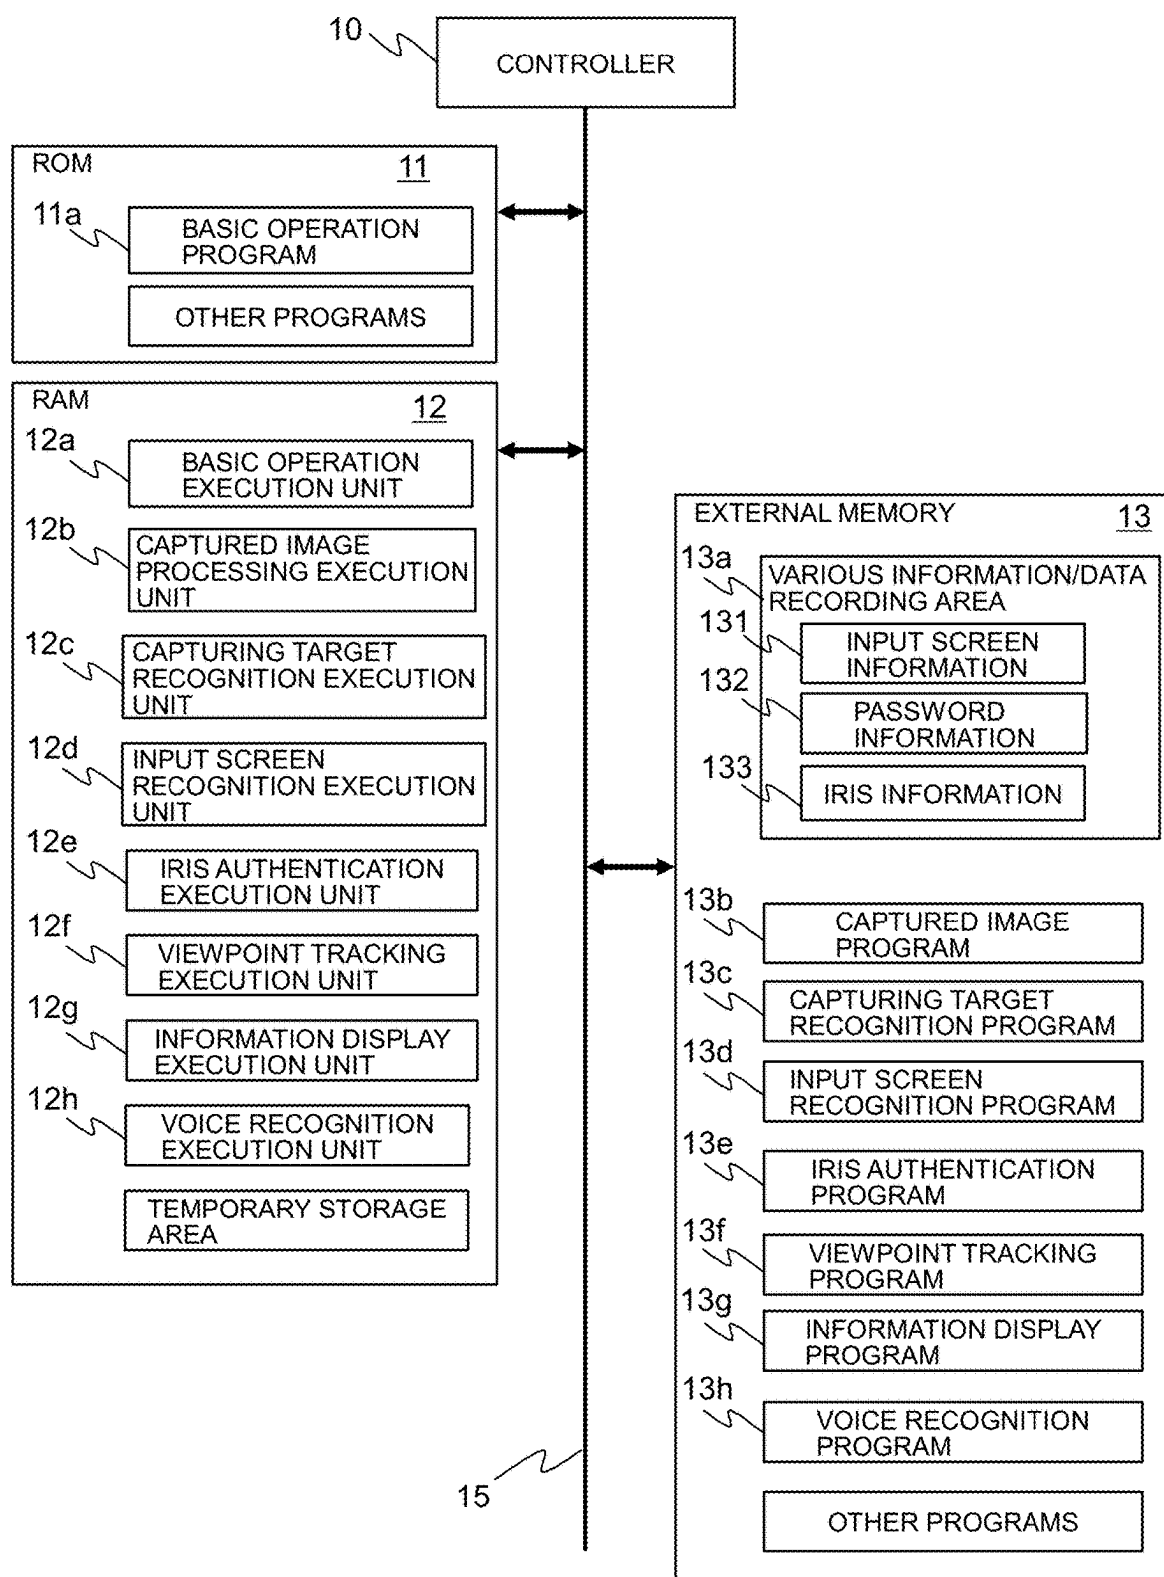 10
CONTROLLER
ROM
11
11a
BASIC OPERATION
PROGRAM
OTHER PROGRAMS
RAM
12
12a
BASIC OPERATION
EXECUTION UNIT
12b
CAPTURED IMAGE
PROCESSING EXECUTION
UNIT
12c
CAPTURING TARGET
RECOGNITION EXECUTION
UNIT
12d
INPUT SCREEN
RECOGNITION EXECUTION
UNIT
12e
IRIS AUTHENTICATION
EXECUTION UNIT
12f
VIEWPOINT TRACKING
EXECUTION UNIT
12g
INFORMATION DISPLAY
EXECUTION UNIT
12h
VOICE RECOGNITION
EXECUTION UNIT
TEMPORARY STORAGE
AREA
EXTERNAL MEMORY
13
13a
VARIOUS INFORMATION/DATA
RECORDING AREA
131
INPUT SCREEN
INFORMATION
132
PASSWORD
INFORMATION
133
IRIS INFORMATION
13b
CAPTURED IMAGE
PROGRAM
13c
CAPTURING TARGET
RECOGNITION PROGRAM
13d
INPUT SCREEN
RECOGNITION PROGRAM
13e
IRIS AUTHENTICATION
PROGRAM
13f
VIEWPOINT TRACKING
PROGRAM
13g
INFORMATION DISPLAY
PROGRAM
13h
VOICE RECOGNITION
PROGRAM
OTHER PROGRAMS
15